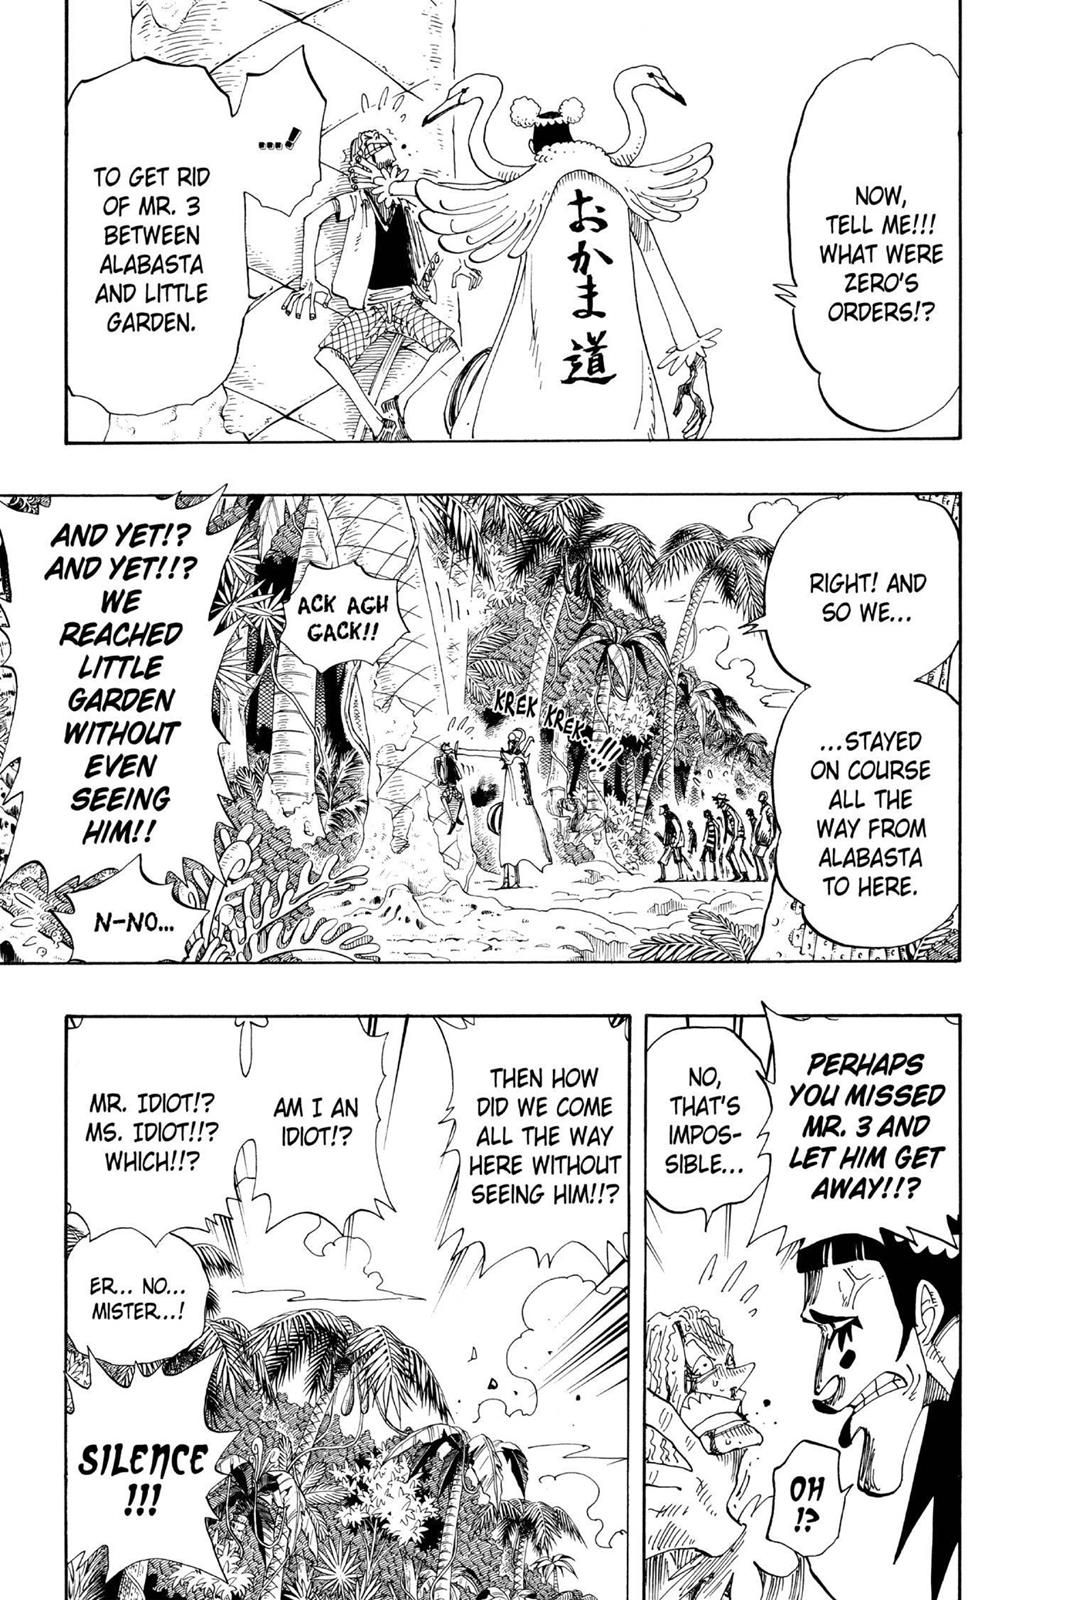 NOW,
TELL ME!!!
WHAT WERE
ZERO'S
ORDERS!?
おかま道
...!
TO GET RID
OF MR. 3
BETWEEN
ALABASTA
AND LITTLE
GARDEN.
RIGHT! AND
SO WE...
...STAYED
ON COURSE
ALL THE
WAY FROM
ALABASTA
TO HERE.
KREK KREK...!!!
ACK AGH
GACK!!
AND YET!?
AND YET!!?
WE
REACHED
LITTLE
GARDEN
WITHOUT
EVEN
SEEING
HIM!!
N-NO...
PERHAPS
YOU MISSED
MR. 3 AND
LET HIM GET
AWAY!!?
NO,
THAT'S
IMPOS-
SIBLE...
OH
!?
THEN HOW
DID WE COME
ALL THE WAY
HERE WITHOUT
SEEING HIM!!?
AM I AN
IDIOT!?
MR. IDIOT!?
MS. IDIOT!!?
WHICH!!?
ER... NO...
MISTER...!
SILENCE
!!!